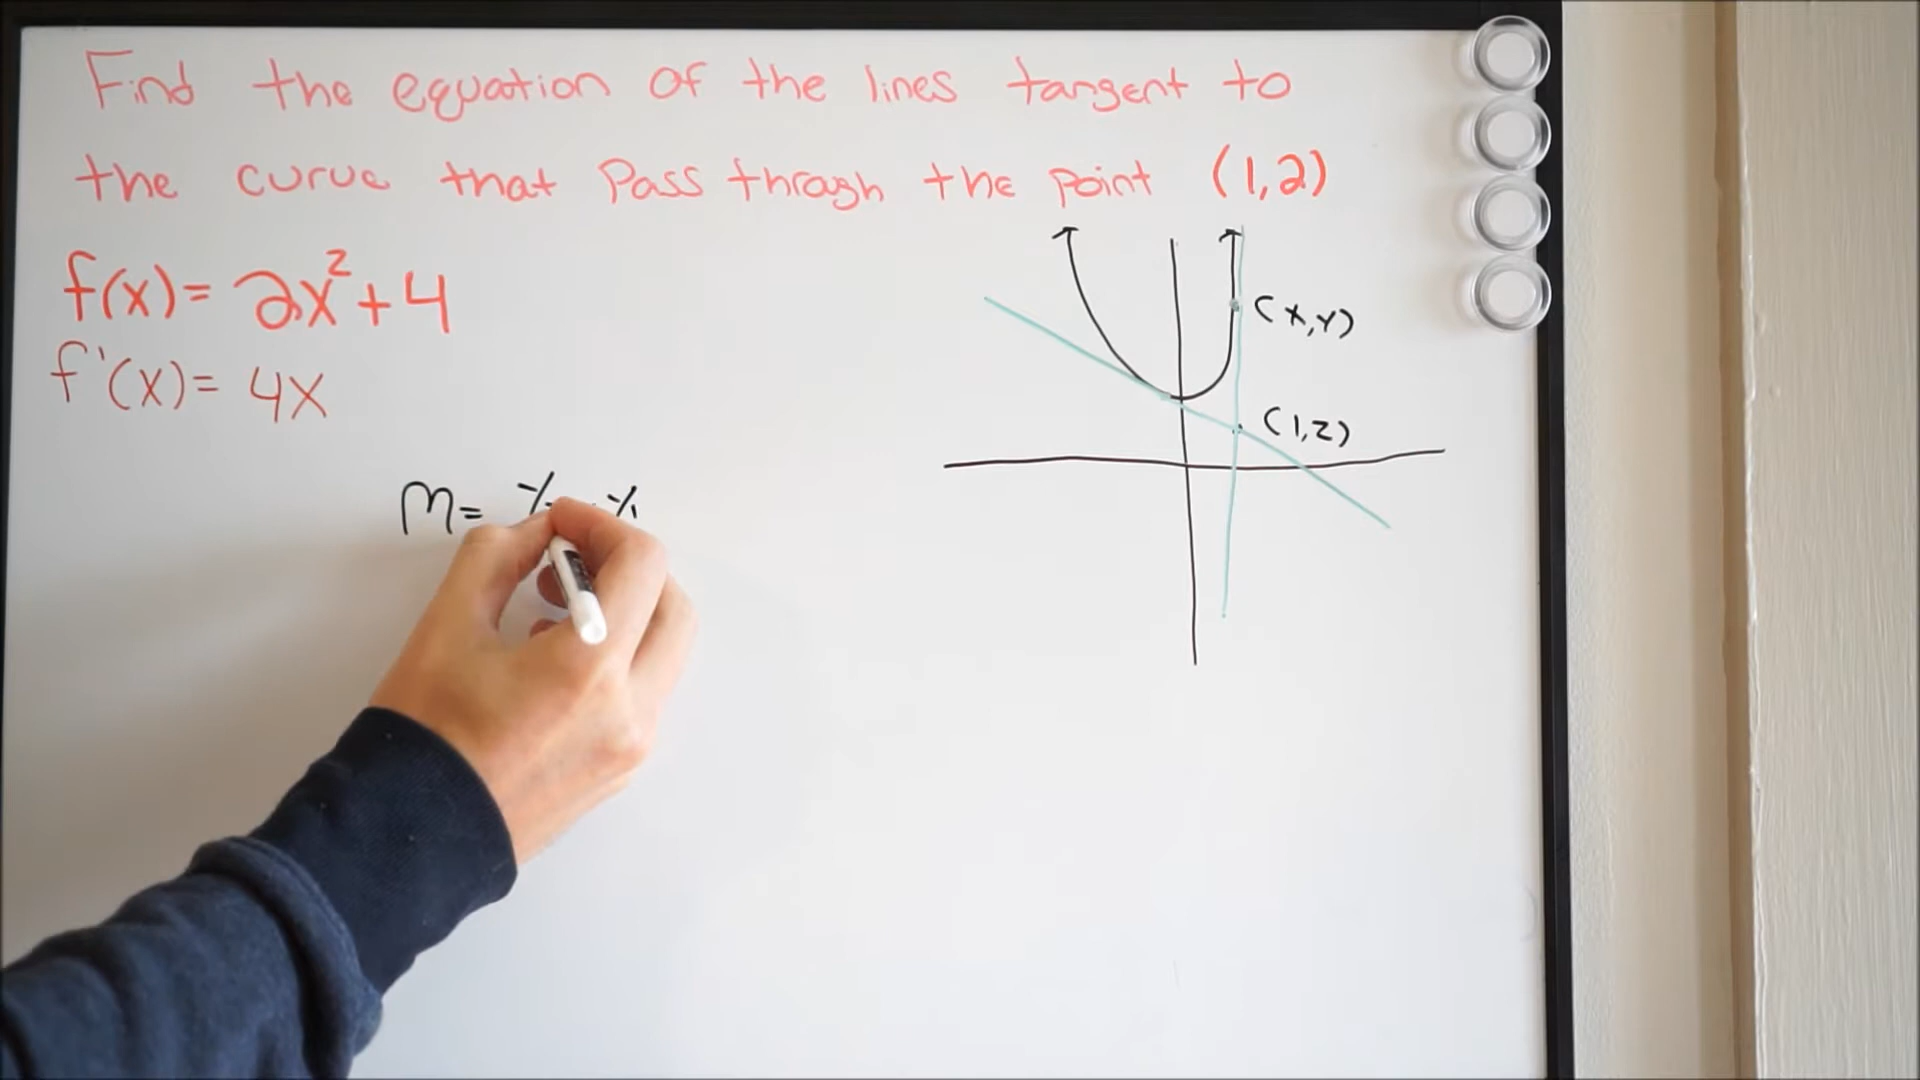 Find the equation of the lines tangent to
the curve that Pass through the point (1,2)
f(x)= 2x²+4
f'(x)= 4x
(x,y)
(1,2)
m=